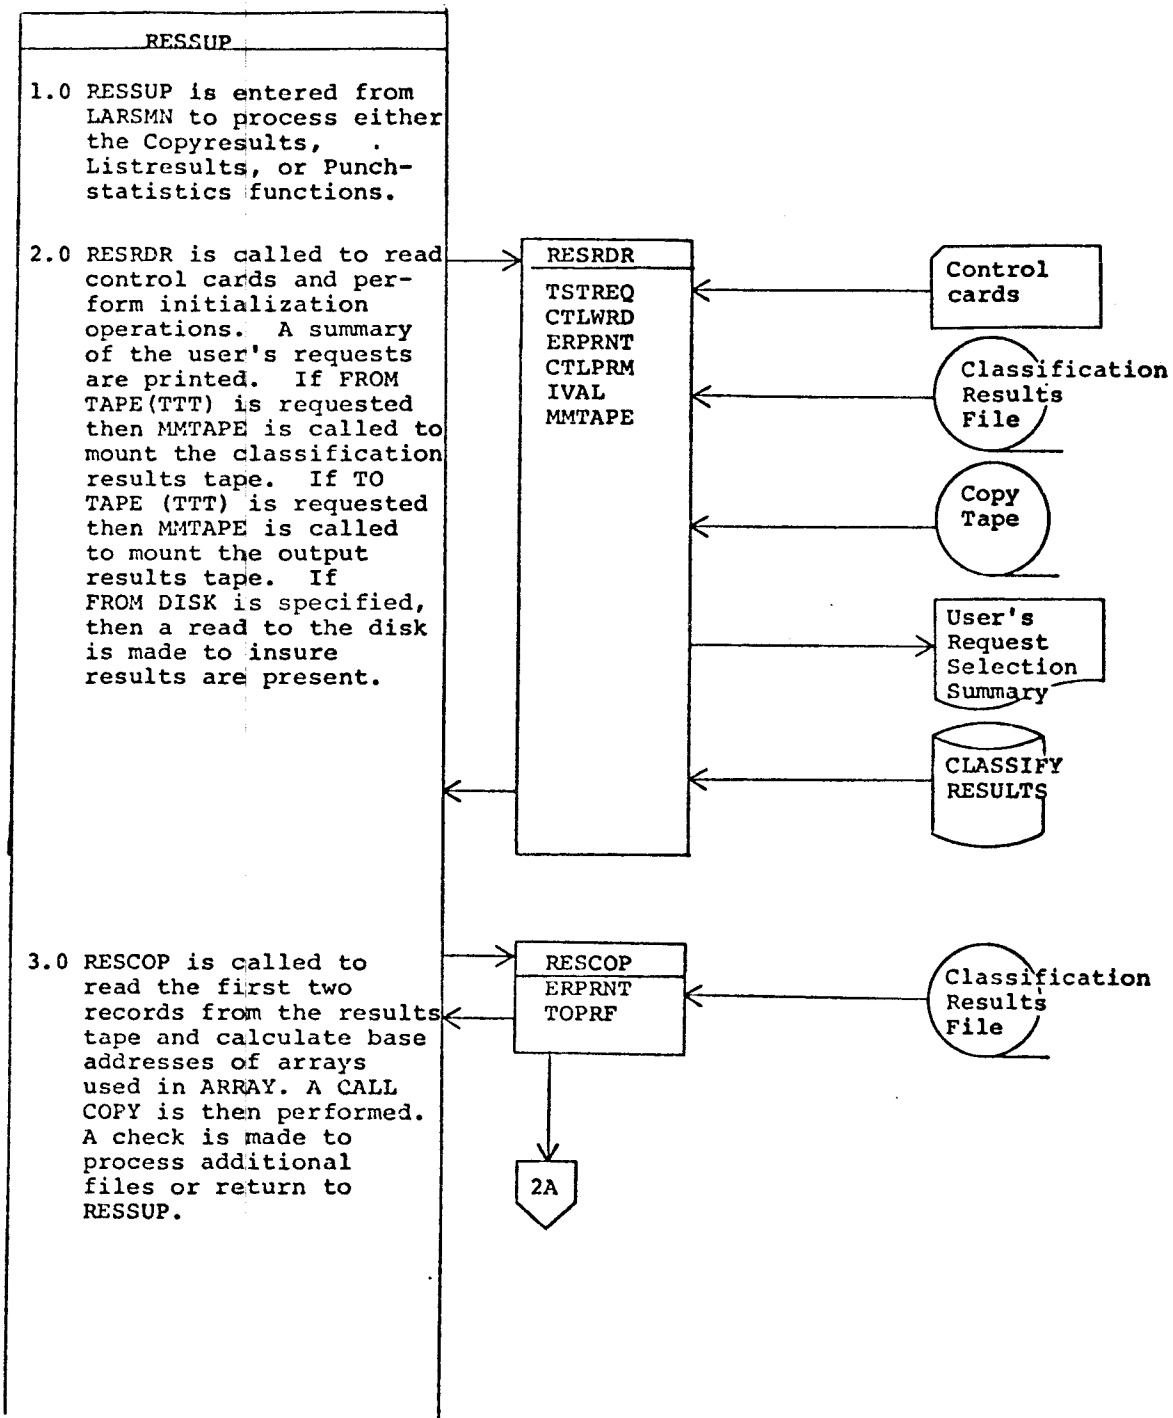 RESSUP
1.0 RESSUP is entered from
LARSMN to process either
the Copyresults,
Listresults, or Punch-
statistics functions.
2.0 RESRDR is called to read
control cards and per-
form initialization
operations. A summary
of the user's requests
are printed. If FROM
TAPE(TTT) is requested
then MMTAPE is called to
mount the classification
results tape. If TO
TAPE (TTT) is requested
then MMTAPE is called
to mount the output
results tape. If
FROM DISK is specified,
then a read to the disk
is made to insure
results are present.
RESRDR
TSTREQ
CTLWRD
ERPRNT
CTLPRM
IVAL
MMTAPE
Control
cards
Classification
Results
File
Copy
Tape
User's
Request
Selection
Summary
CLASSIFY
RESULTS
3.0 RESCOP is called to
read the first two
records from the results
tape and calculate base
addresses of arrays
used in ARRAY. A CALL
COPY is then performed.
A check is made to
process additional
files or return to
RESSUP.
RESCOP
ERPRNT
TOPRF
Classification
Results
File
2A